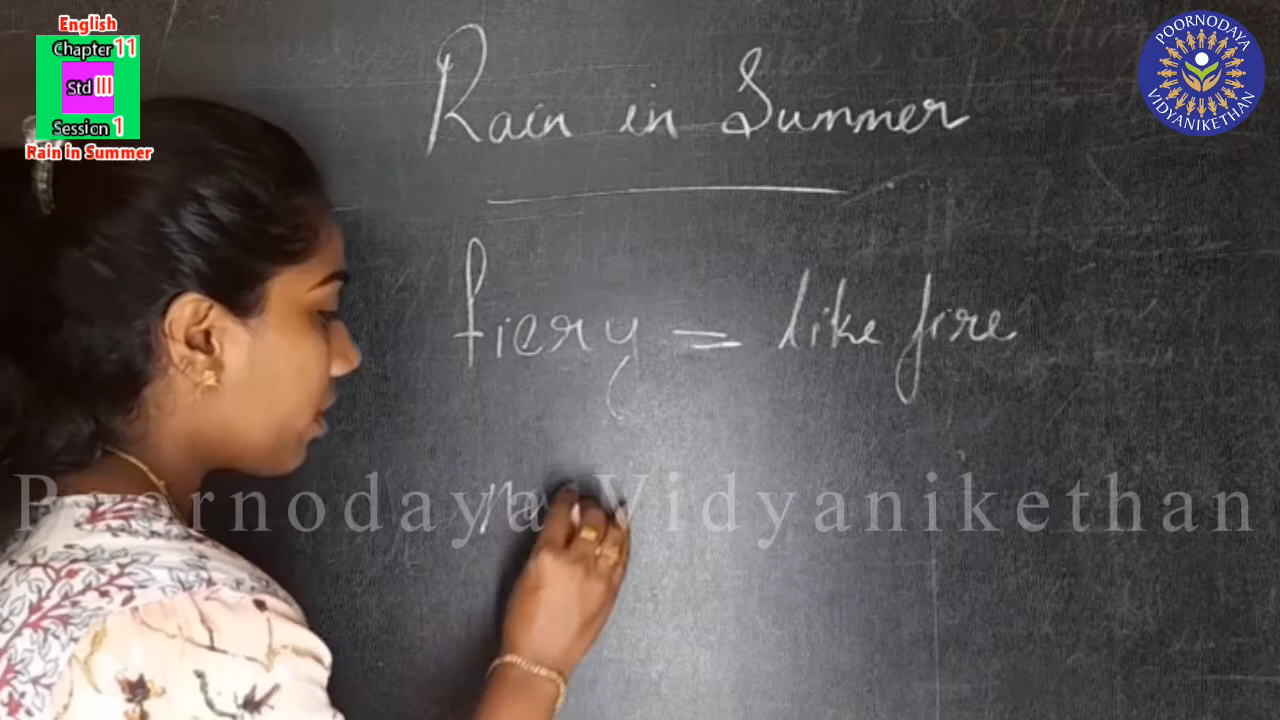 English
Chapter 11
Std III
Session 1
Rain in Summer
POORNODAYA
VIDYANIKETHAN
Rain in Summer
fiery = like fire
Poornodaya Vidyanikethan